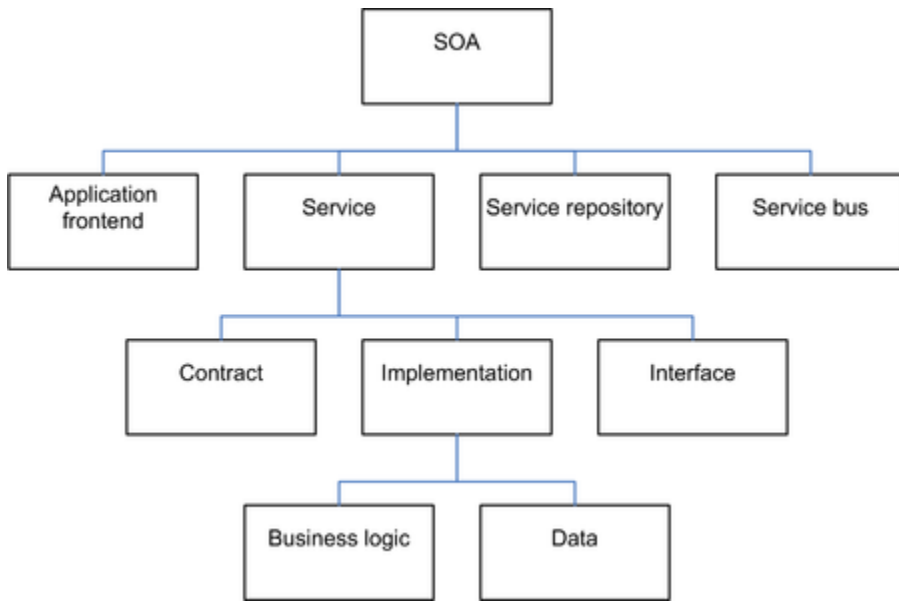 SOA
Application
frontend
Service
Service repository
Service bus
Contract
Implementation
Interface
Business logic
Data